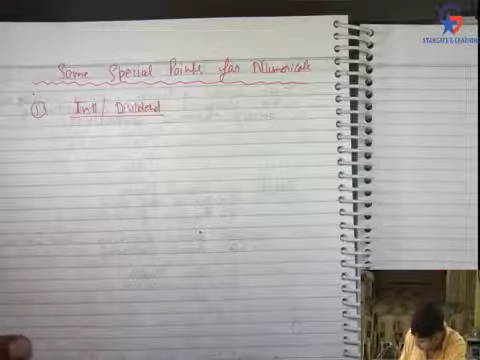 Some Special Points for Numericals
① Intt/ Dividend
STARGATE E-LEARNING